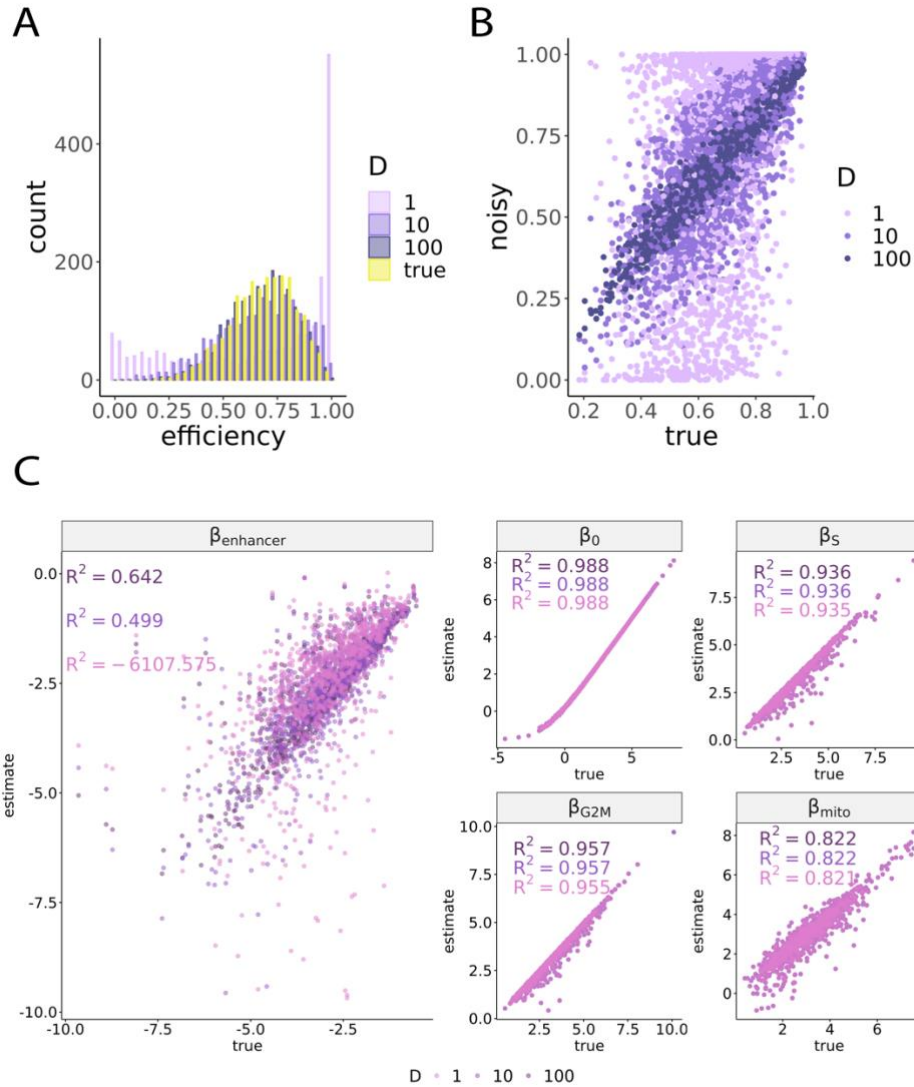 A
count
400
200
0
0.00 0.25 0.50 0.75 1.00
efficiency
D
1
10
100
true
B
noisy
1.00
0.75
0.50
0.25
0.00
0.2 0.4 0.6 0.8 1.0
true
D
1
10
100
C
βenhancer
R² = 0.642
R² = 0.499
R² = −6107.575
estimate
0.0
-2.5
-5.0
-7.5
-10.0
-10.0 -7.5 -5.0 -2.5
true
β0
R² = 0.988
R² = 0.988
R² = 0.988
estimate
8
6
4
2
0
-5 0 5
true
βS
R² = 0.936
R² = 0.936
R² = 0.935
estimate
7.5
5.0
2.5
0.0
2.5 5.0 7.5
true
βG2M
R² = 0.957
R² = 0.957
R² = 0.955
estimate
10.0
7.5
5.0
2.5
0.0
2.5 5.0 7.5 10.0
true
βmito
R² = 0.822
R² = 0.822
R² = 0.821
estimate
8
6
4
2
0
2 4 6
true
D 1 10 100